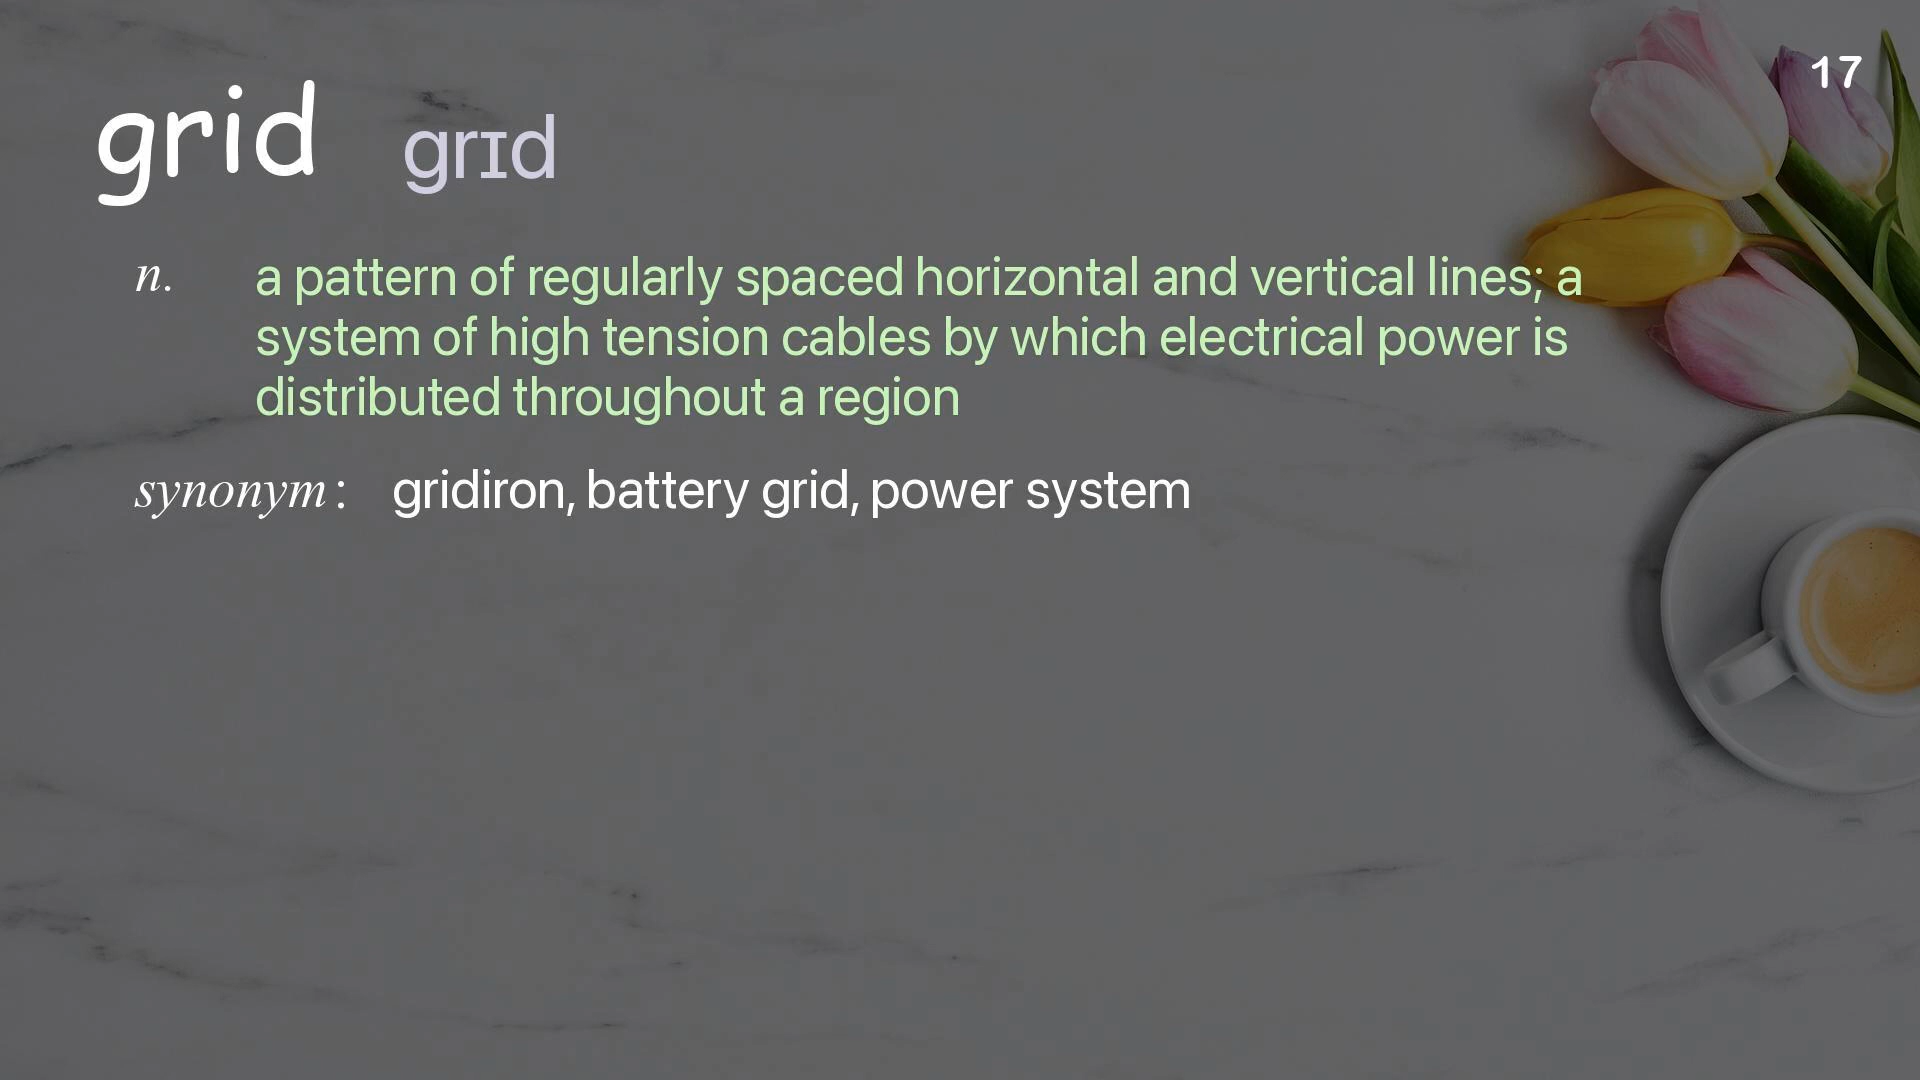 17
grid grɪd
n. a pattern of regularly spaced horizontal and vertical lines; a
system of high tension cables by which electrical power is
distributed throughout a region
synonym: gridiron, battery grid, power system